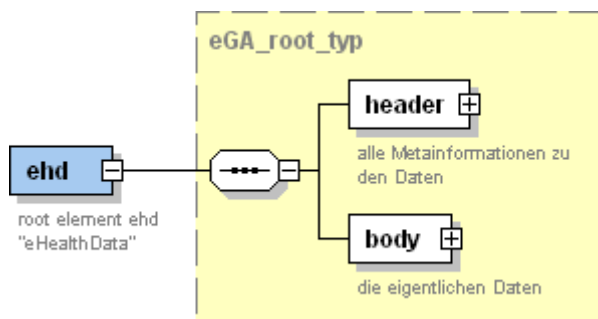 eGA_root_typ
header
alle Metainformationen zu
den Daten
ehd
root element ehd
"eHealthData"
body
die eigentlichen Daten